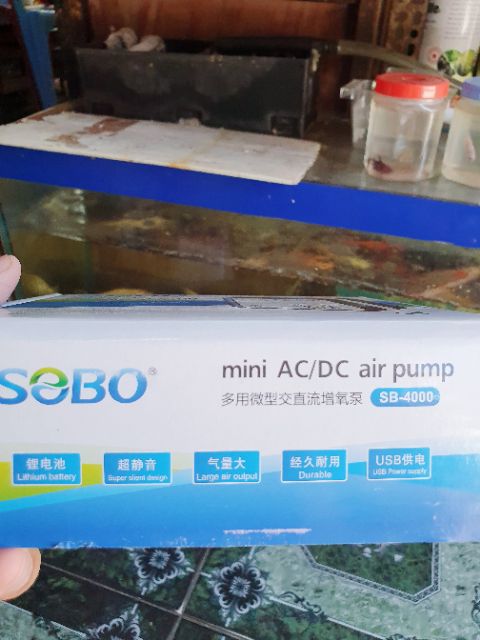 SOBO®
mini AC/DC air pump
多用微型交直流增氧泵 SB-4000
锂电池
Lithium battery
超静音
Super silent design
气量大
Large air output
经久耐用
Durable
USB供电
USB Power supply